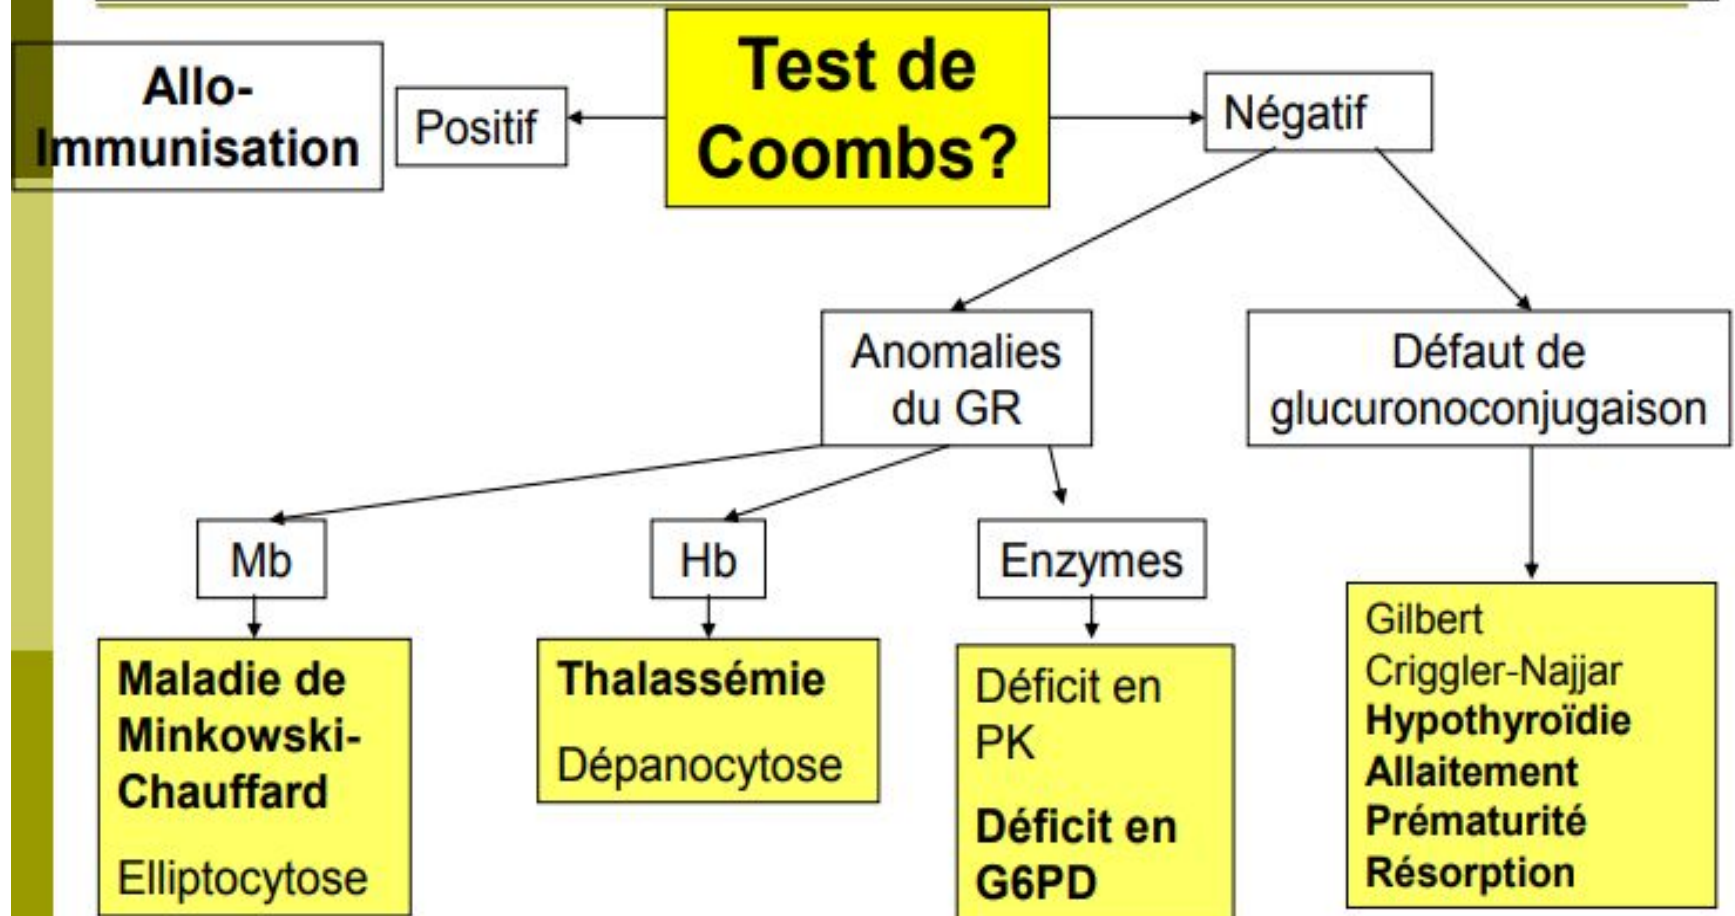 Allo-
Immunisation
Positif
Test de
Coombs?
Négatif
Anomalies
du GR
Défaut de
glucuronoconjugaison
Mb
Hb
Enzymes
Maladie de
Minkowski-
Chauffard
Elliptocytose
Thalassémie
Dépanocytose
Déficit en
PK
Déficit en
G6PD
Gilbert
Criggler-Najjar
Hypothyroïdie
Allaitement
Prématurité
Résorption